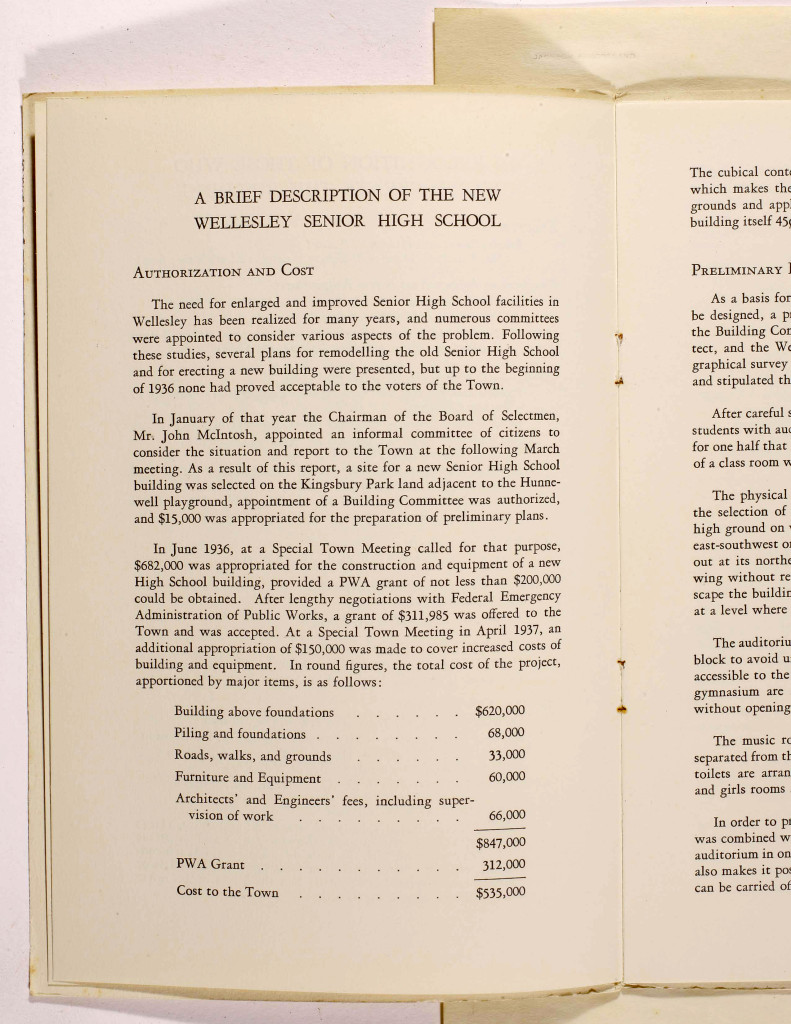 A BRIEF DESCRIPTION OF THE NEW
WELLESLEY SENIOR HIGH SCHOOL
AUTHORIZATION AND COST
The need for enlarged and improved Senior High School facilities in
Wellesley has been realized for many years, and numerous committees
were appointed to consider various aspects of the problem. Following
these studies, several plans for remodelling the old Senior High School
and for erecting a new building were presented, but up to the beginning
of 1936 none had proved acceptable to the voters of the Town.
In January of that year the Chairman of the Board of Selectmen,
Mr. John McIntosh, appointed an informal committee of citizens to
consider the situation and report to the Town at the following March
meeting. As a result of this report, a site for a new Senior High School
building was selected on the Kingsbury Park land adjacent to the Hunne-
well playground, appointment of a Building Committee was authorized,
and $15,000 was appropriated for the preparation of preliminary plans.
In June 1936, at a Special Town Meeting called for that purpose,
$682,000 was appropriated for the construction and equipment of a new
High School building, provided a PWA grant of not less than $200,000
could be obtained. After lengthy negotiations with Federal Emergency
Administration of Public Works, a grant of $311,985 was offered to the
Town and was accepted. At a Special Town Meeting in April 1937, an
additional appropriation of $150,000 was made to cover increased costs of
building and equipment. In round figures, the total cost of the project,
apportioned by major items, is as follows:
Building above foundations . . . . . . $620,000
Piling and foundations . . . . . . . . 68,000
Roads, walks, and grounds . . . . . . 33,000
Furniture and Equipment . . . . . . . 60,000
Architects' and Engineers' fees, including super-
vision of work . . . . . . . . . 66,000
$847,000
PWA Grant . . . . . . . . . . . 312,000
Cost to the Town . . . . . . . . . $535,000
The cubical cont
which makes the
grounds and app
building itself 45
PRELIMINARY
As a basis for
be designed, a p
the Building Con
tect, and the We
graphical survey
and stipulated th
After careful s
students with aud
for one half that
of a class room w
The physical
the selection of
high ground on
east-southwest o
out at its northe
wing without re
scape the buildin
at a level where
The auditoriu
block to avoid u
accessible to the
gymnasium are
without opening
The music ro
separated from th
toilets are arran
and girls rooms
In order to pr
was combined w
auditorium in on
also makes it pos
can be carried of